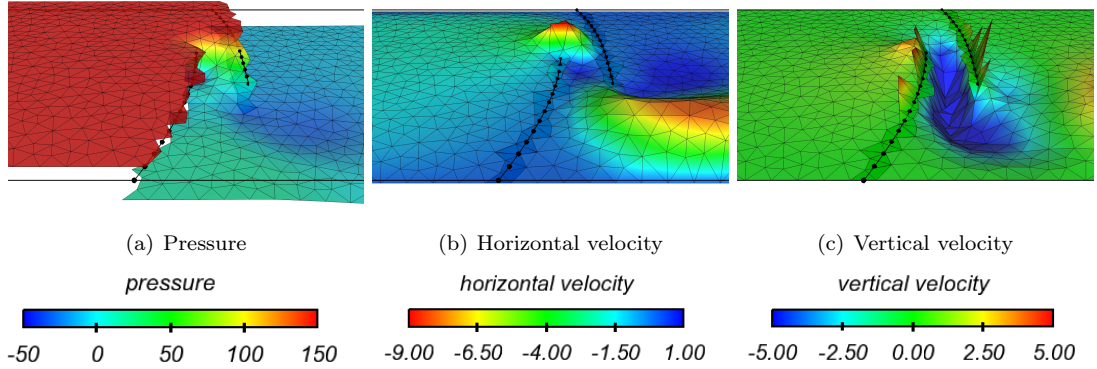 (a) Pressure
(b) Horizontal velocity
(c) Vertical velocity
pressure
horizontal velocity
vertical velocity
-50 0 50 100 150
-9.00 -6.50 -4.00 -1.50 1.00
-5.00 -2.50 0.00 2.50 5.00